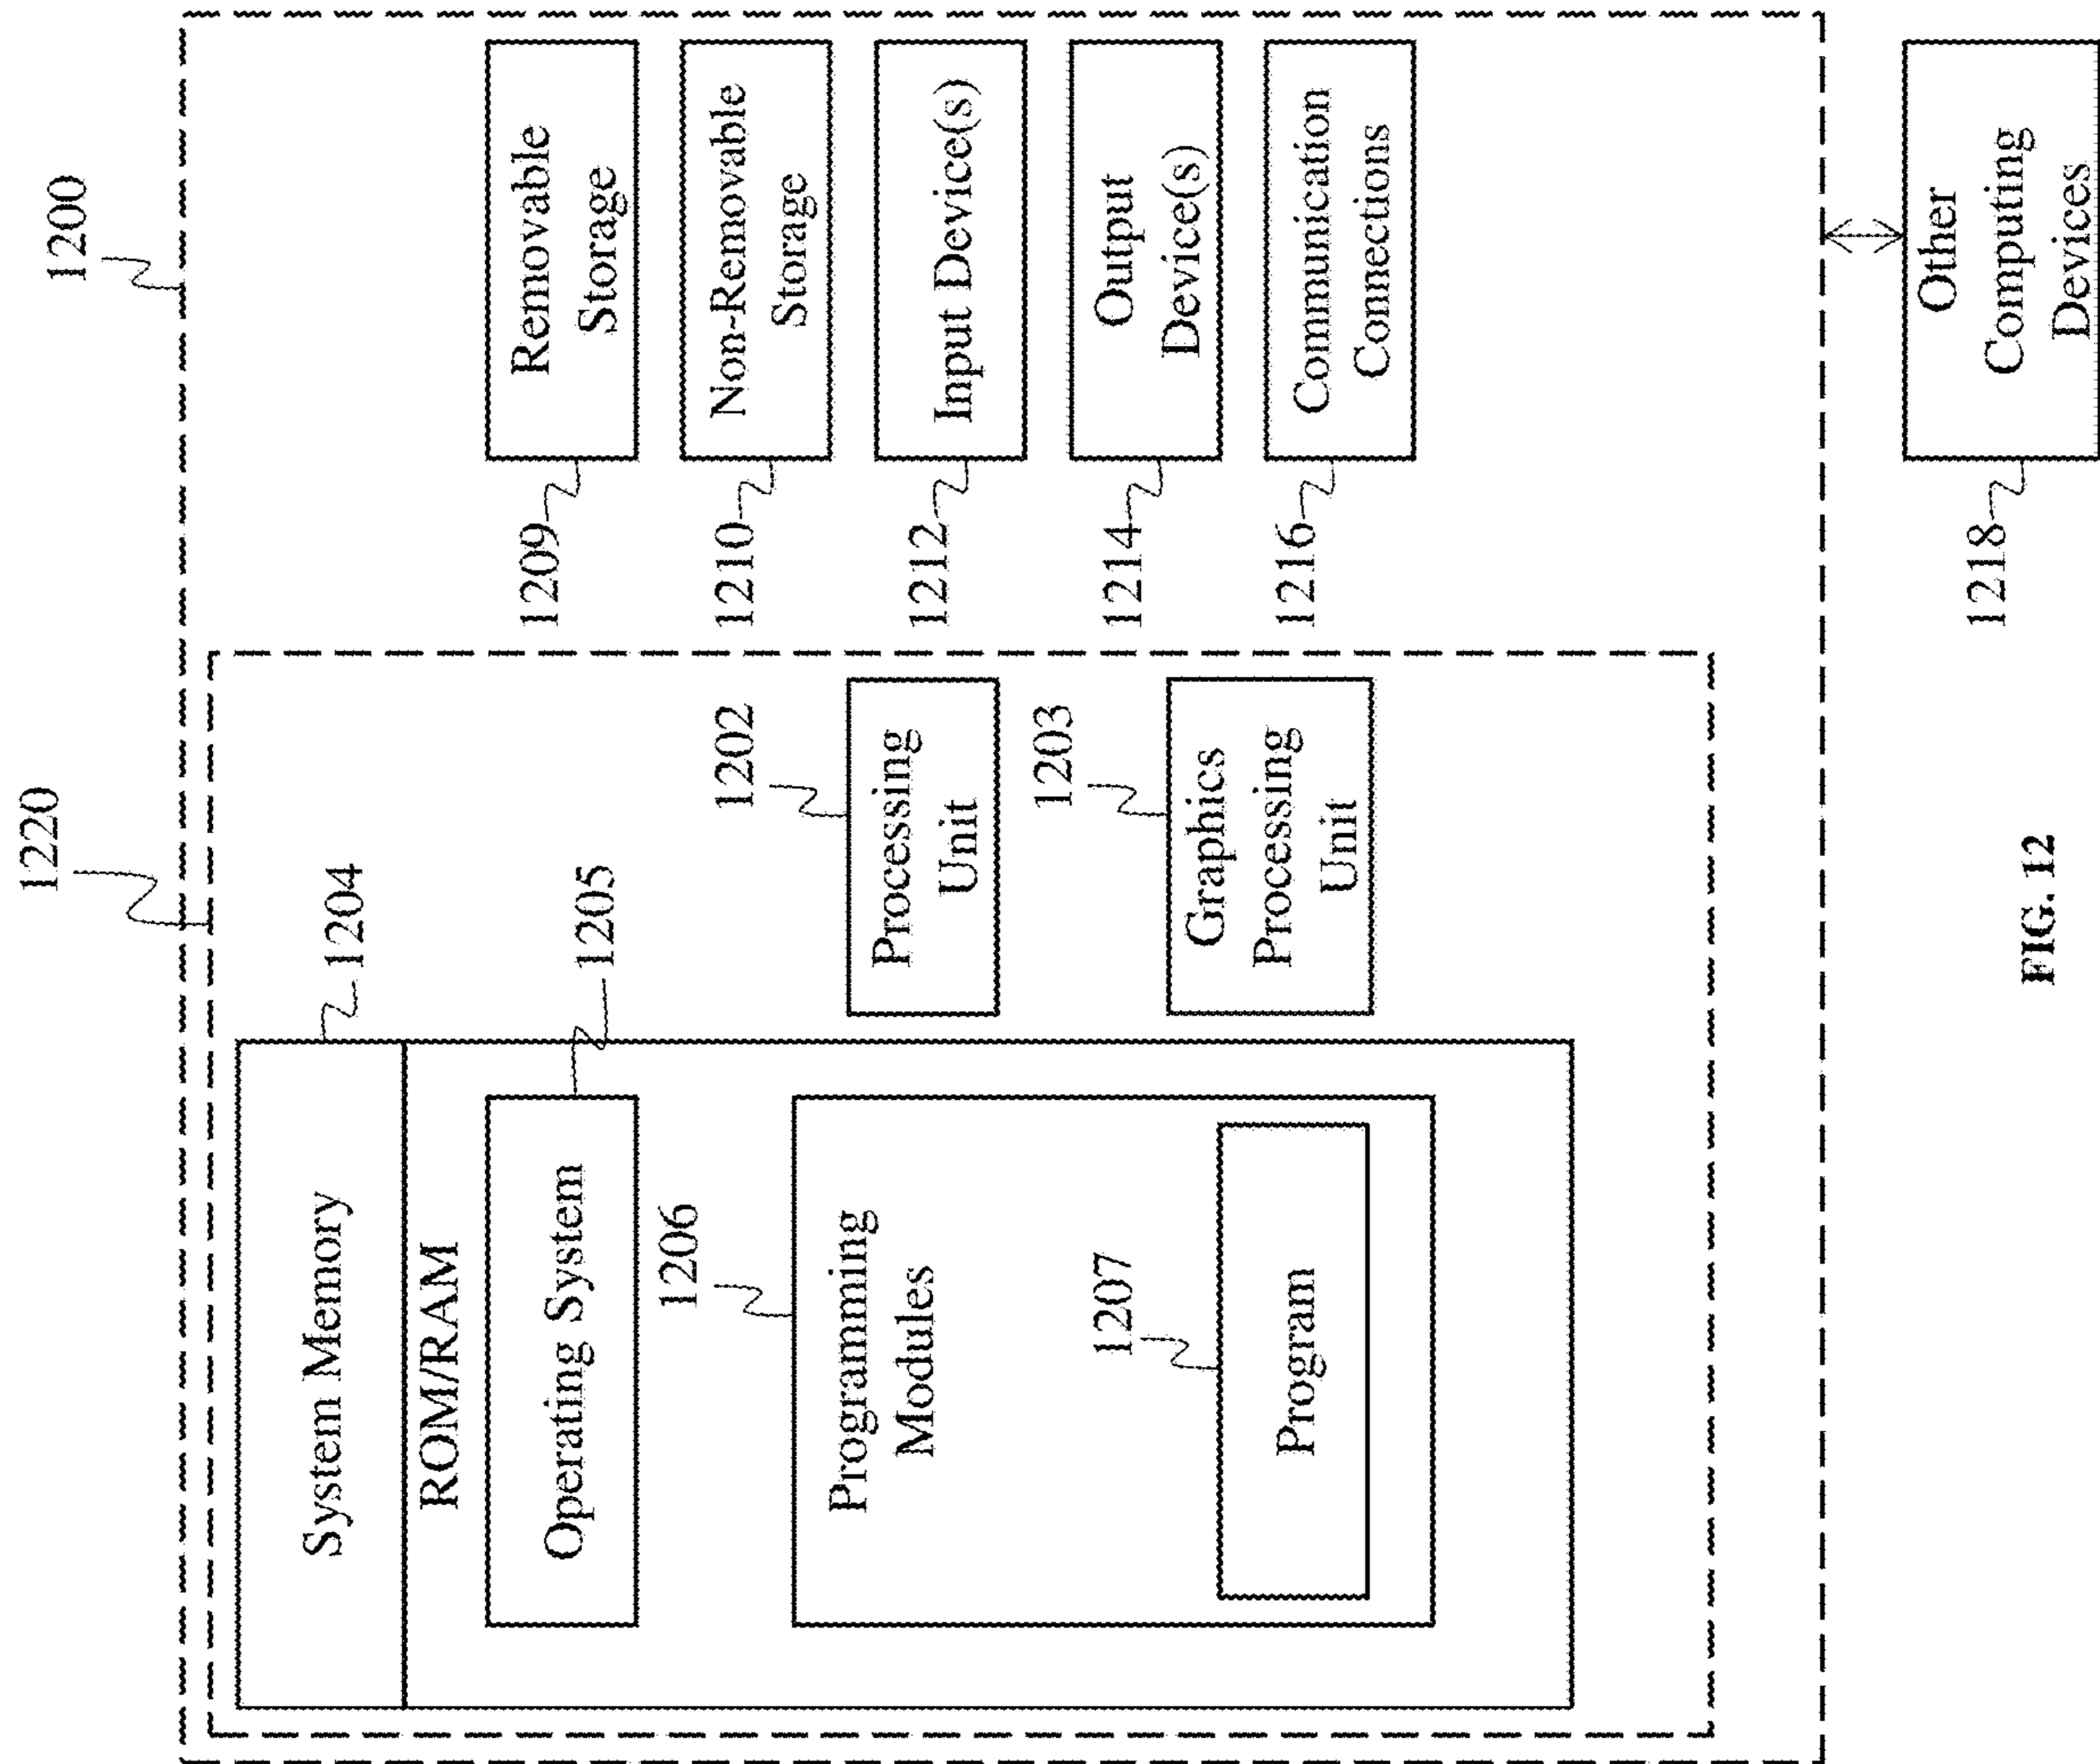 1200
1220
System Memory
1204
ROM/RAM
Operating System
1205
Removable
Storage
1209
1206
Programming
Modules
1202
Processing
Unit
Non-Removable
Storage
1210
Input Device(s)
1212
1207
Program
1203
Graphics
Processing
Unit
Output
Device(s)
1214
Communication
Connections
1216
Other
Computing
Devices
1218
FIG. 12